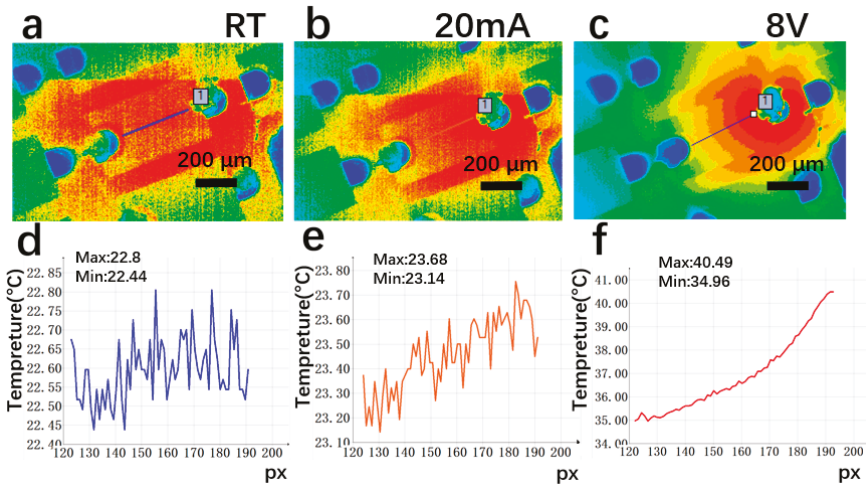 a RT
b 20mA
c 8V
1
200 μm
1
200 μm
1
200 μm
d
Max:22.8
Min:22.44
Tempreture(°C)
22.85
22.80
22.75
22.70
22.65
22.60
22.55
22.50
22.45
22.40
120 130 140 150 160 170 180 190 200
px
e
Max:23.68
Min:23.14
Tempreture(°C)
23.80
23.70
23.60
23.50
23.40
23.30
23.20
23.10
120 130 140 150 160 170 180 190 200
px
f
Max:40.49
Min:34.96
Tempreture(°C)
41.00
40.00
39.00
38.00
37.00
36.00
35.00
34.00
120 130 140 150 160 170 180 190 200
px